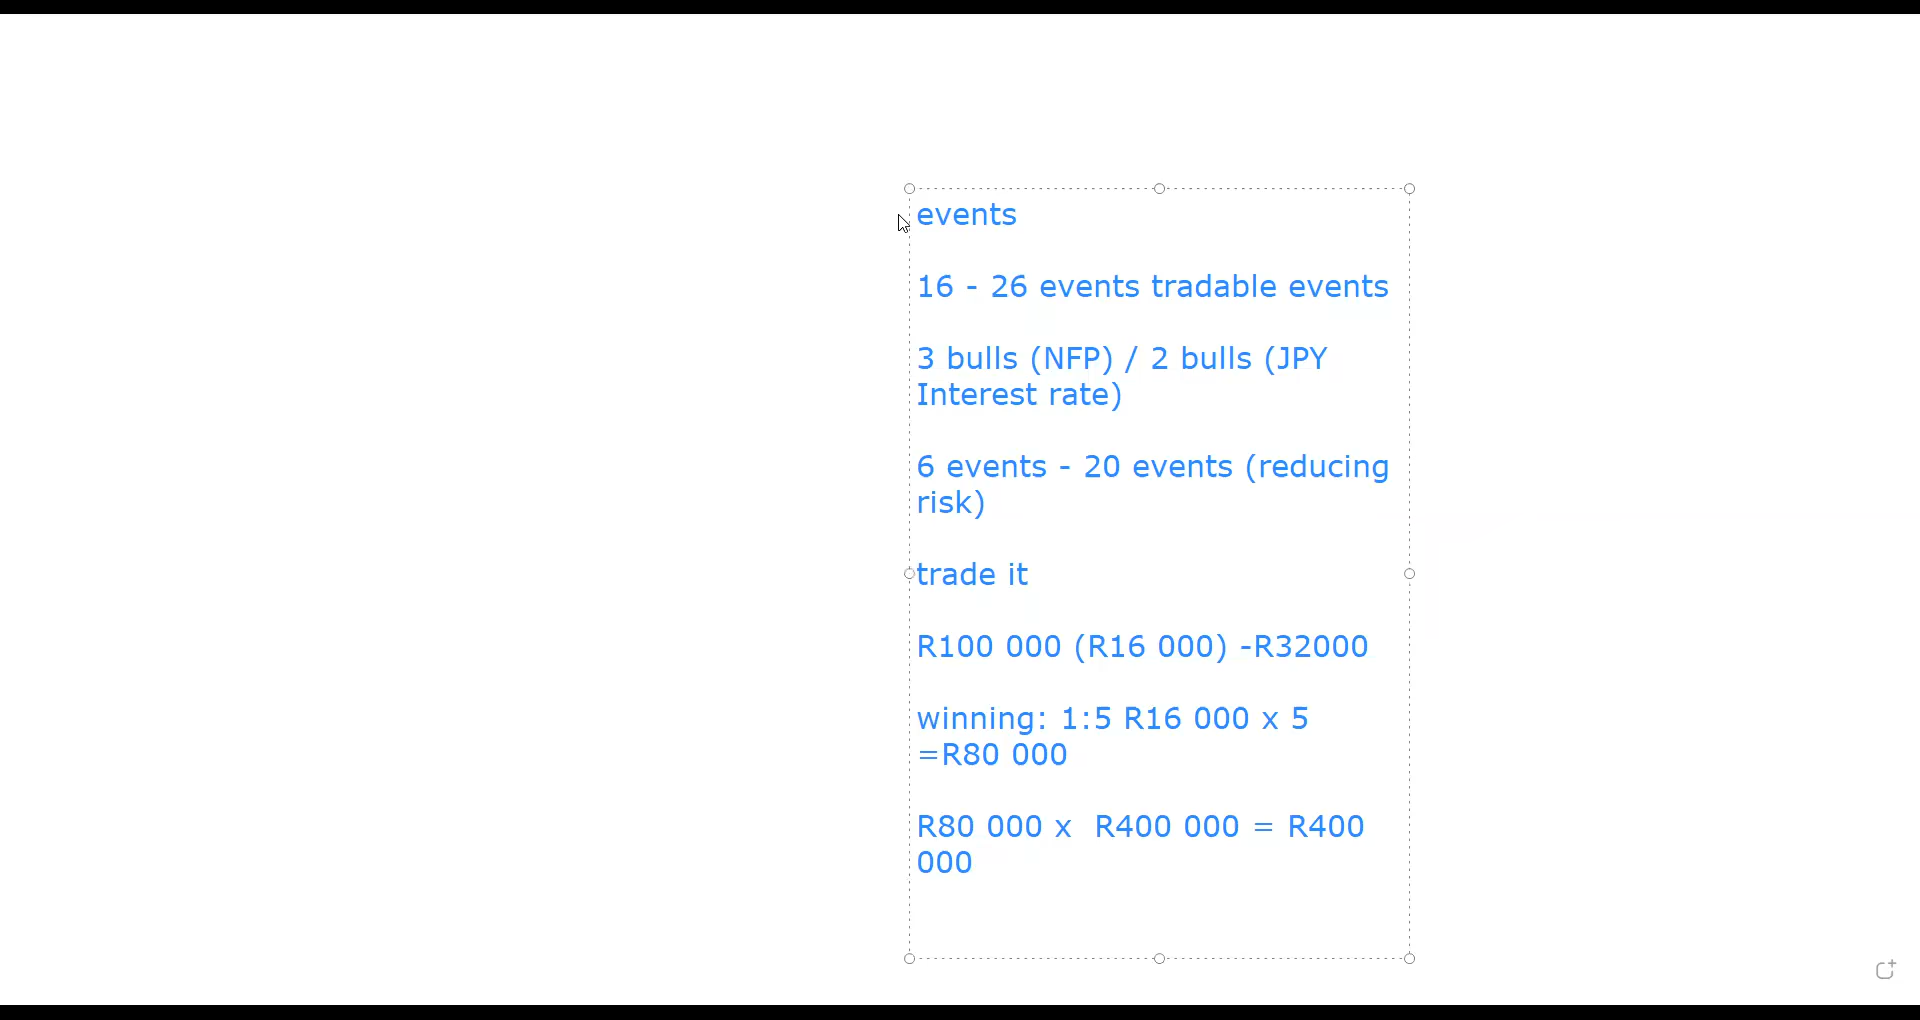 events
16 - 26 events tradable events
3 bulls (NFP) / 2 bulls (JPY
Interest rate)
6 events - 20 events (reducing
risk)
trade it
R100 000 (R16 000) -R32000
winning: 1:5 R16 000 x 5
=R80 000
R80 000 x  R400 000 = R400
000